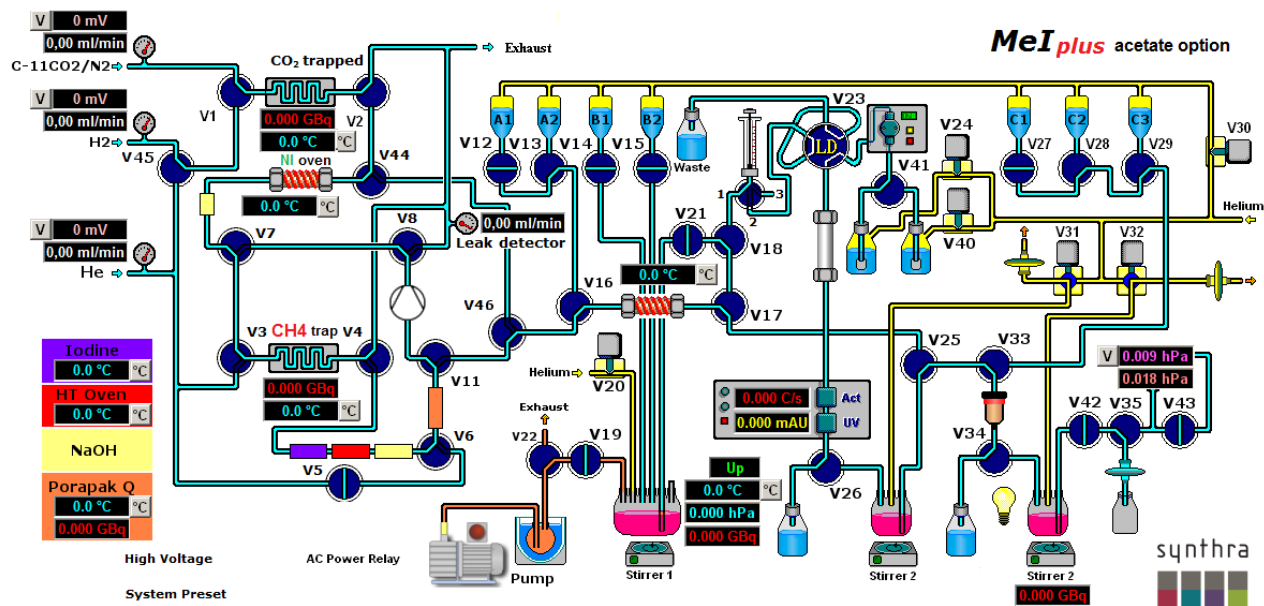 V 0 mV
0,00 ml/min
C-11CO2/N2
V 0 mV
0,00 ml/min
H2
V45
V1
CO₂ trapped
0.000 GBq
0.0 °C °C
V2
Exhaust
MeI plus acetate option
NI oven
V44
0.0 °C °C
V 0 mV
0,00 ml/min
He
V7
V8
0,00 ml/min
Leak detector
V46
V3 CH4 trap V4
0.000 GBq
0.0 °C °C
V11
V6
V5
Iodine
0.0 °C °C
HT Oven
0.0 °C °C
NaOH
Porapak Q
0.0 °C °C
0.000 GBq
High Voltage
AC Power Relay
System Preset
A1 A2 B1 B2
V12 V13 V14 V15
Waste
V23
LD
V41
V24
V40
1 3
2
V21
V18
V16
0.0 °C °C
V17
C1 C2 C3
V27 V28 V29
V30
Helium
V31 V32
Helium
V20
Exhaust
V22 V19
Pump
Up
0.0 °C °C
0.000 hPa
0.000 GBq
Stirrer 1
0.000 C/s Act
0.000 mAU UV
V26
V25 V33
V34
Stirrer 2
V 0.009 hPa
0.018 hPa
V42 V35 V43
Stirrer 2
0.000 GBq
synthra